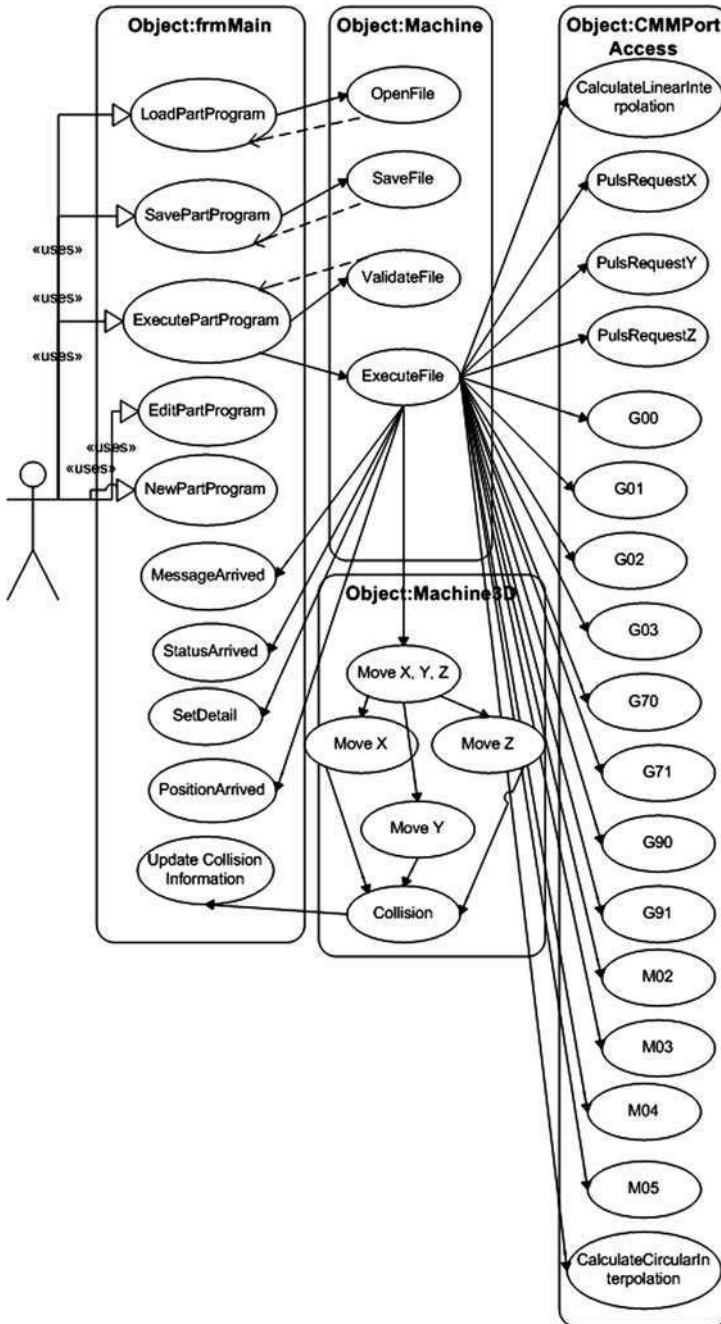 Object:frmMain
LoadPartProgram
SavePartProgram
«uses»
«uses»
ExecutePartProgram
«uses»
EditPartProgram
«uses»
«uses»
NewPartProgram
MessageArrived
StatusArrived
SetDetail
PositionArrived
Update Collision
Information
Object:Machine
OpenFile
SaveFile
ValidateFile
ExecuteFile
Object:Machine3D
Move X, Y, Z
Move X
Move Z
Move Y
Collision
Object:CMMPort
Access
CalculateLinearInte
rpolation
PulsRequestX
PulsRequestY
PulsRequestZ
G00
G01
G02
G03
G70
G71
G90
G91
M02
M03
M04
M05
CalculateCircularIn
terpolation